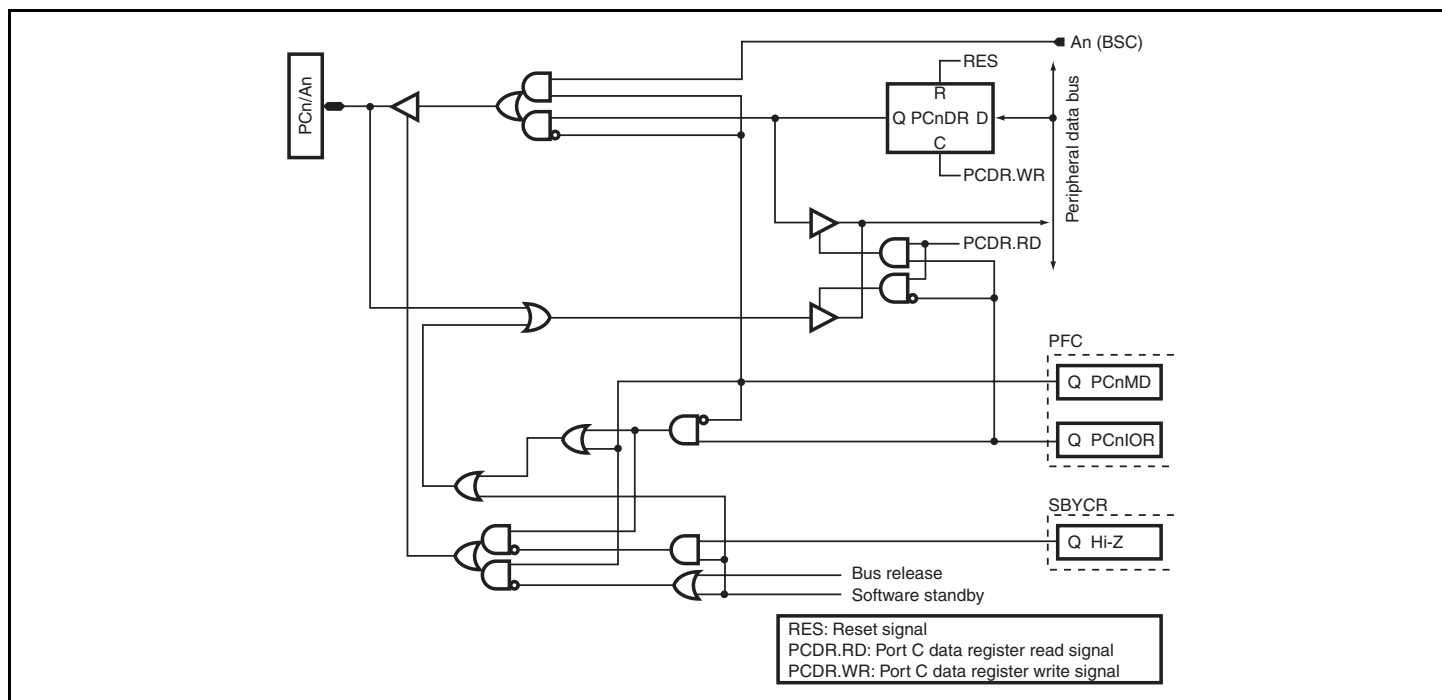 An (BSC)
RES
R
PCn/An
Q PCnDR D
C
PCDR.WR
Peripheral data bus
PCDR.RD
PFC
Q PCnMD
Q PCnIOR
SBYCR
Q Hi-Z
Bus release
Software standby
RES: Reset signal
PCDR.RD: Port C data register read signal
PCDR.WR: Port C data register write signal